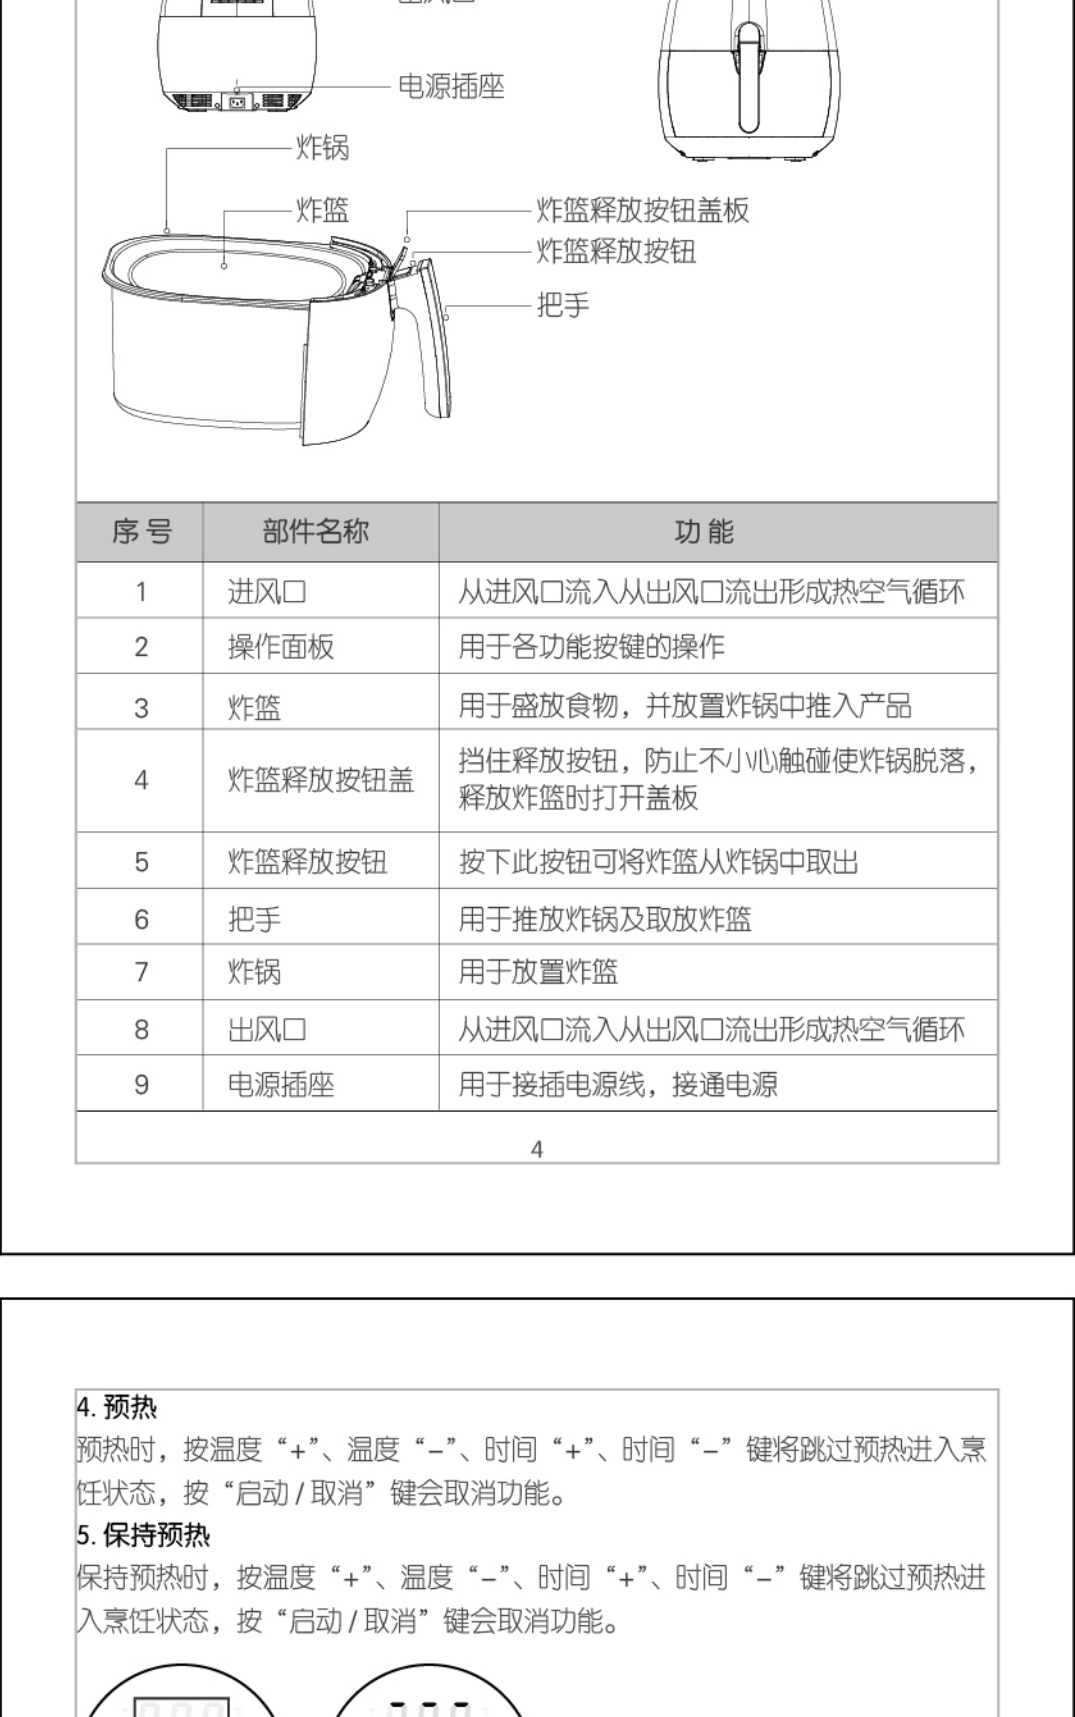 电源插座
炸锅
炸篮
炸篮释放按钮盖板
炸篮释放按钮
把手
序号 部件名称 功能
1 进风口 从进风口流入从出风口流出形成热空气循环
2 操作面板 用于各功能按键的操作
3 炸篮 用于盛放食物，并放置炸锅中推入产品
4 炸篮释放按钮盖 挡住释放按钮，防止不小心触碰使炸锅脱落，
释放炸篮时打开盖板
5 炸篮释放按钮 按下此按钮可将炸篮从炸锅中取出
6 把手 用于推放炸锅及取放炸篮
7 炸锅 用于放置炸篮
8 出风口 从进风口流入从出风口流出形成热空气循环
9 电源插座 用于接插电源线，接通电源
4
4. 预热
预热时，按温度“+”、温度“−”、时间“+”、时间“−”键将跳过预热进入烹
饪状态，按“启动 / 取消”键会取消功能。
5. 保持预热
保持预热时，按温度“+”、温度“−”、时间“+”、时间“−”键将跳过预热进
入烹饪状态，按“启动 / 取消”键会取消功能。